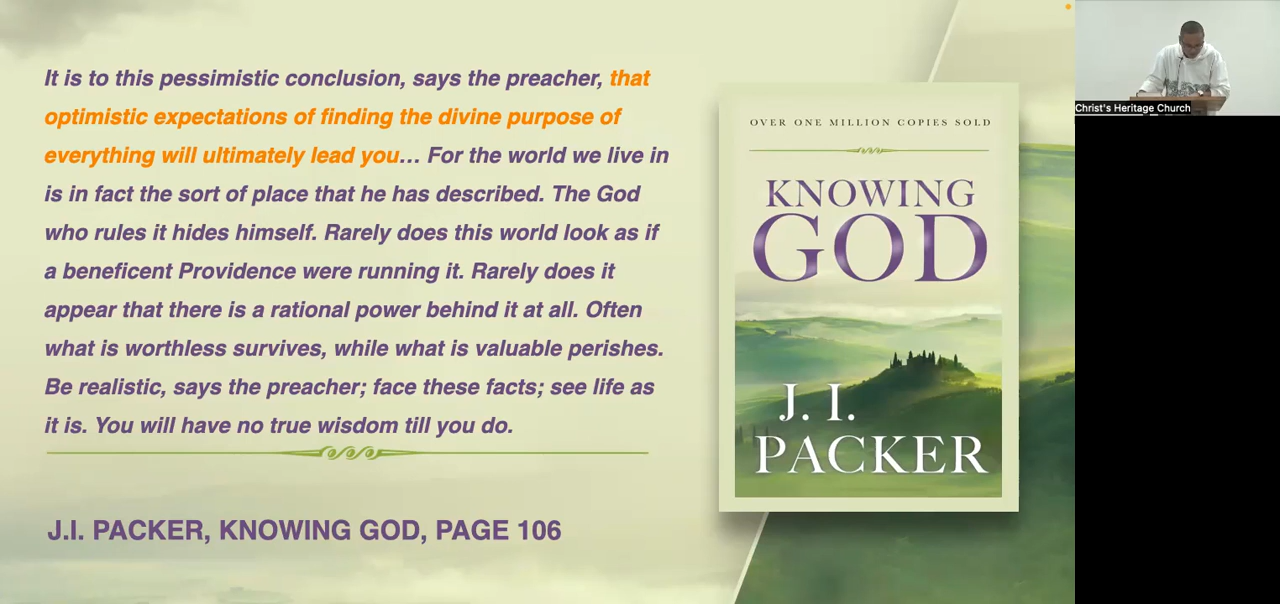 It is to this pessimistic conclusion, says the preacher, that
optimistic expectations of finding the divine purpose of
everything will ultimately lead you... For the world we live in
is in fact the sort of place that he has described. The God
who rules it hides himself. Rarely does this world look as if
a beneficent Providence were running it. Rarely does it
appear that there is a rational power behind it at all. Often
what is worthless survives, while what is valuable perishes.
Be realistic, says the preacher; face these facts; see life as
it is. You will have no true wisdom till you do.
J.I. PACKER, KNOWING GOD, PAGE 106
OVER ONE MILLION COPIES SOLD
KNOWING
GOD
J. I.
PACKER
Christ's Heritage Church